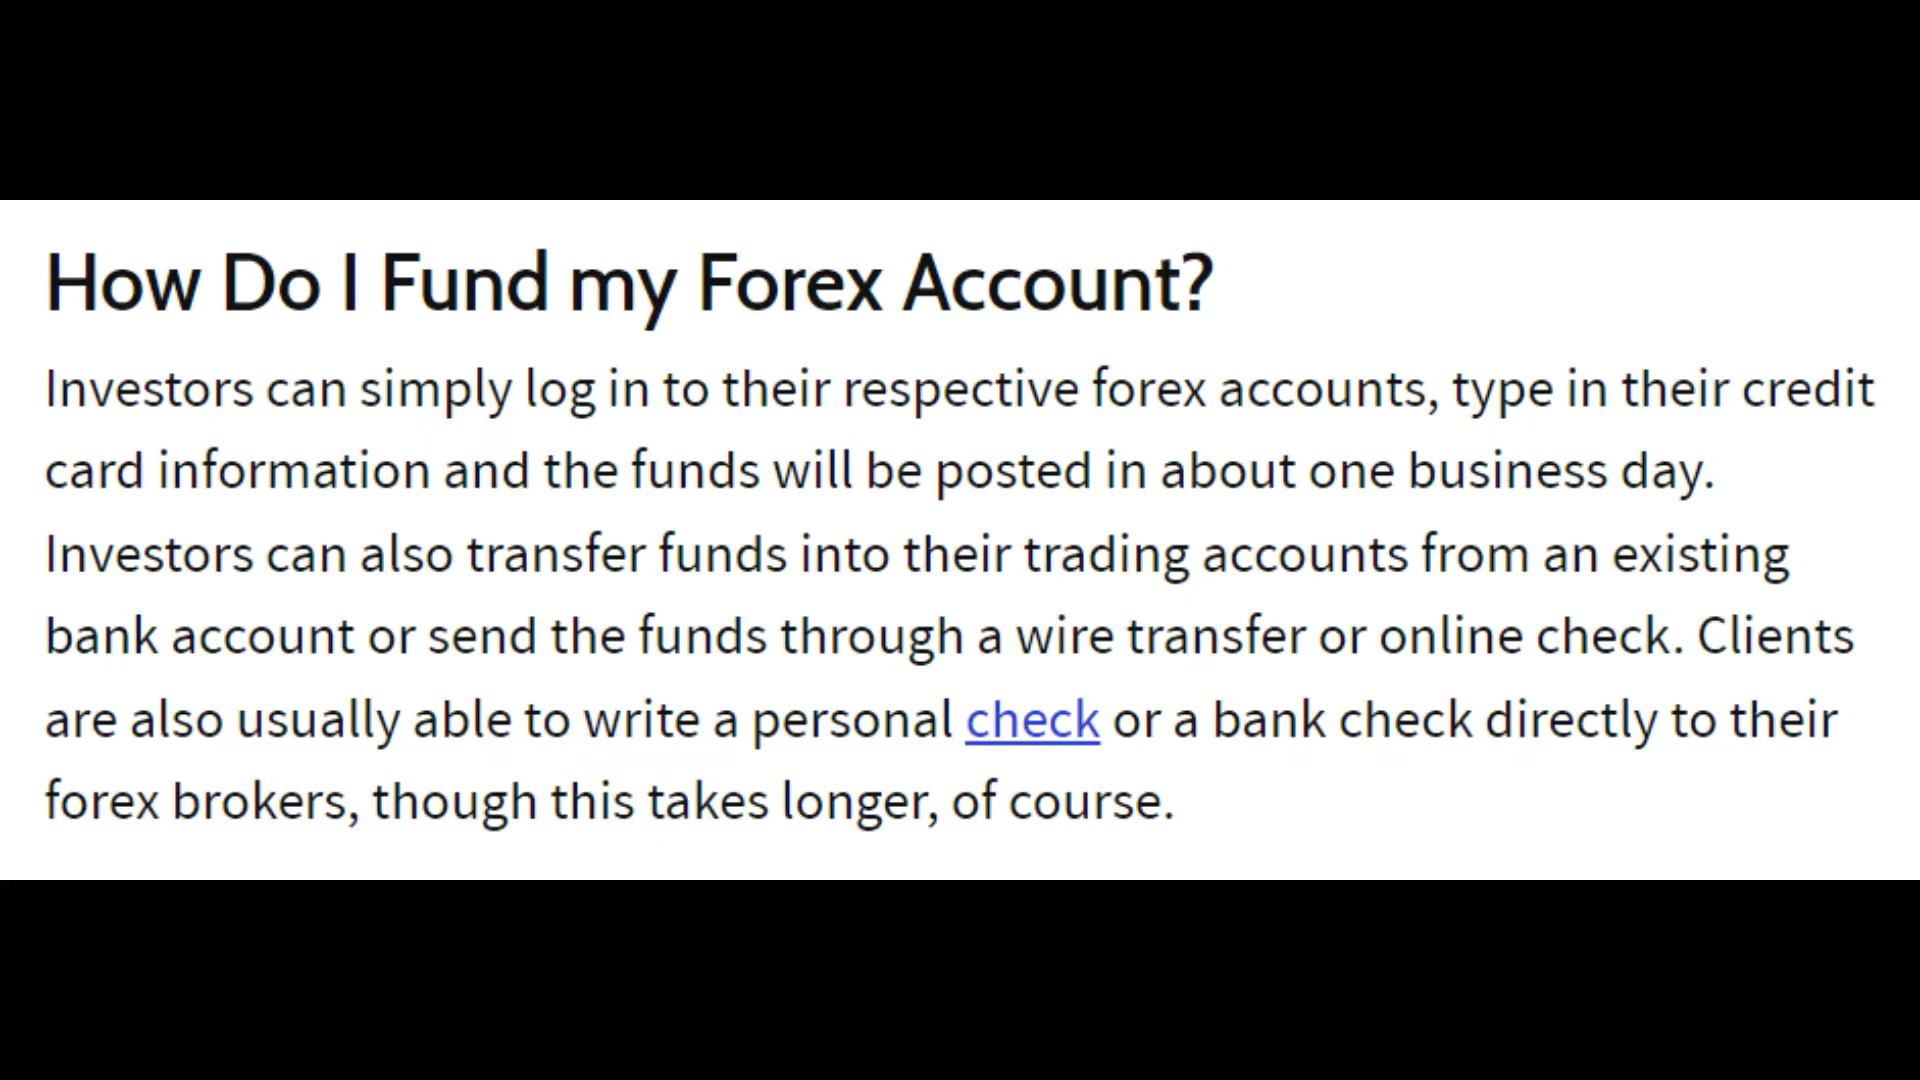 How Do I Fund my Forex Account?
Investors can simply log in to their respective forex accounts, type in their credit
card information and the funds will be posted in about one business day.
Investors can also transfer funds into their trading accounts from an existing
bank account or send the funds through a wire transfer or online check. Clients
are also usually able to write a personal check or a bank check directly to their
forex brokers, though this takes longer, of course.